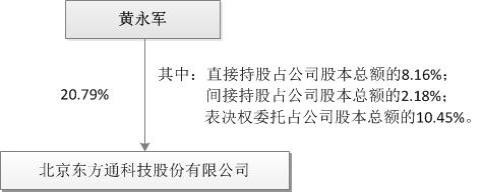 黄永军
其中：直接持股占公司股本总额的8.16%；
20.79%
间接持股占公司股本总额的2.18%；
表决权委托占公司股本总额的10.45%。
北京东方通科技股份有限公司